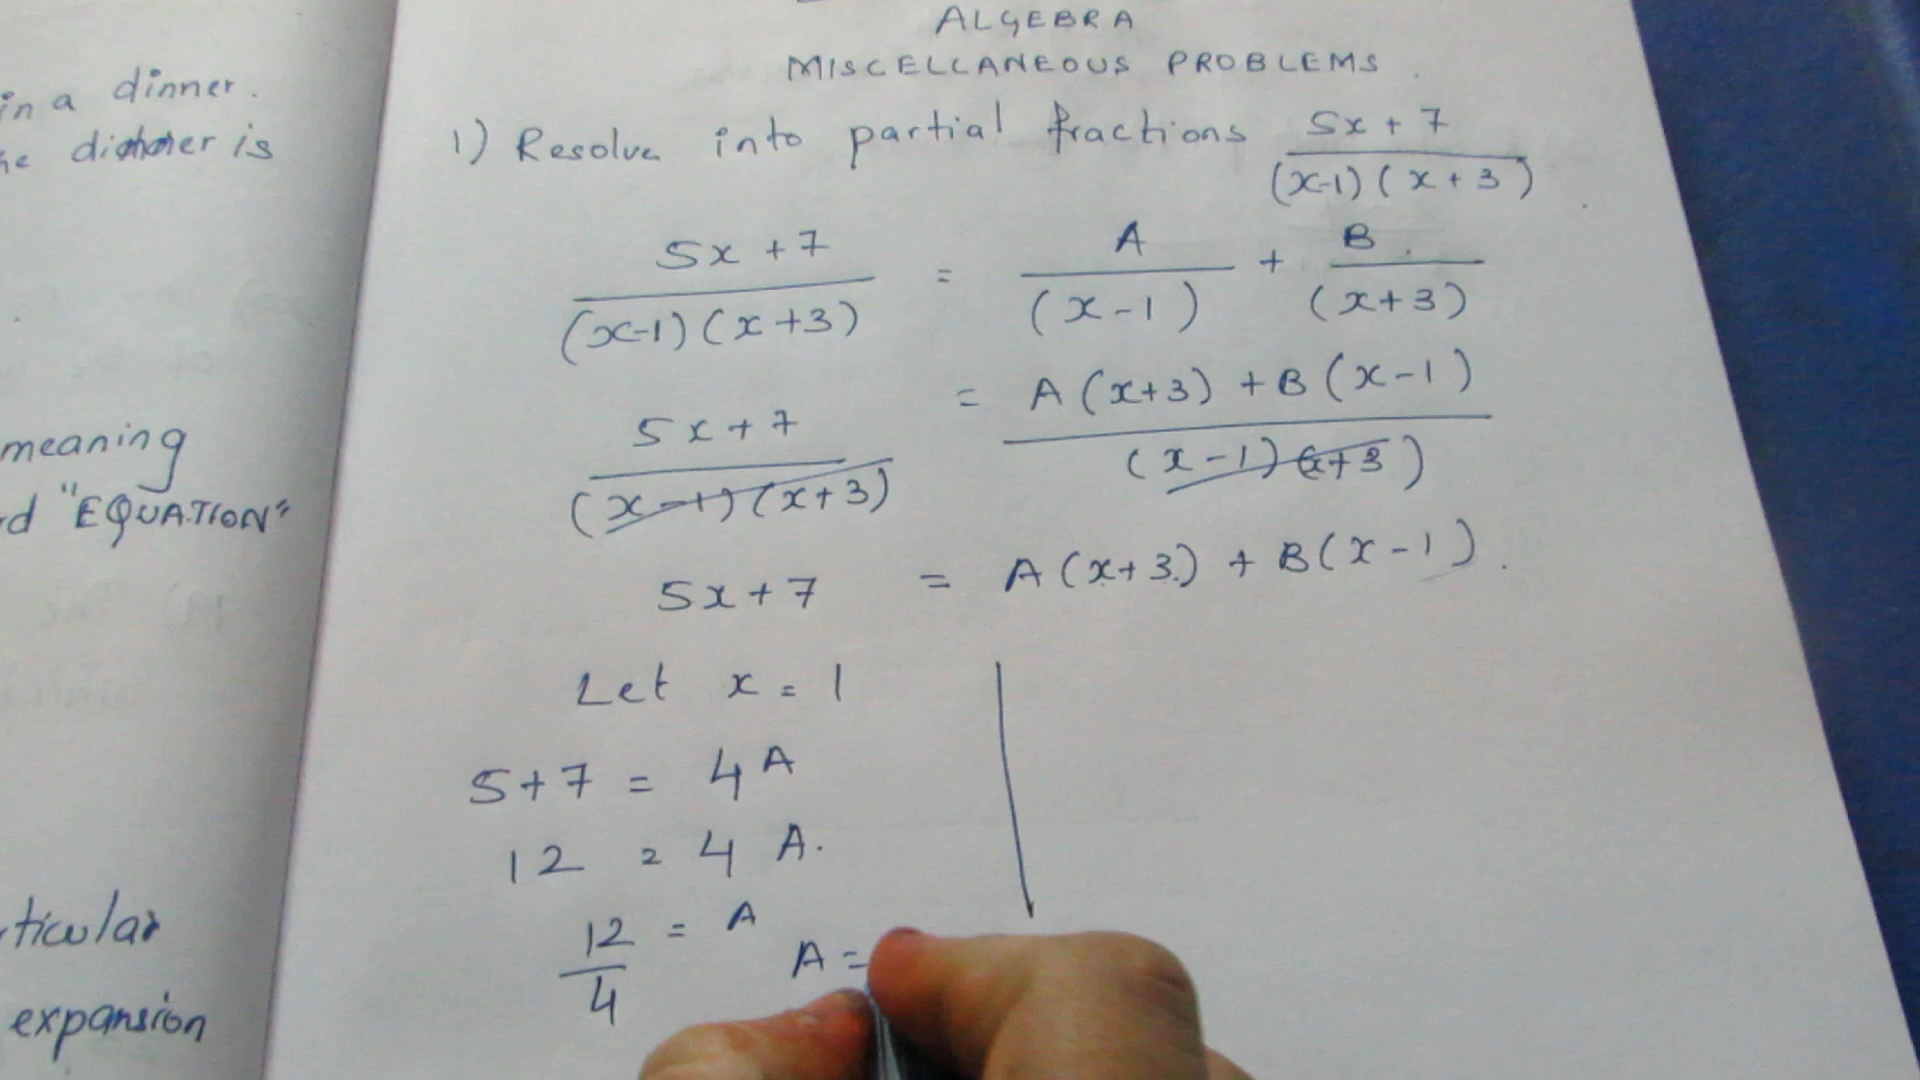 in a dinner.
dinner is
meaning
"EQUATION"
expansion
ALGEBRA
MISCELLANEOUS PROBLEMS
1) Resolve into partial fractions 5x+7
(x-1)(x+3)
5x+7 = A + B
(x-1)(x+3) (x-1) (x+3)
5x+7 = A(x+3)+B(x-1)
(x-1)(x+3) (x-1)(x+3)
5x+7 = A(x+3)+B(x-1).
Let x=1
5+7 = 4A
12 = 4A.
12 = A A=
4